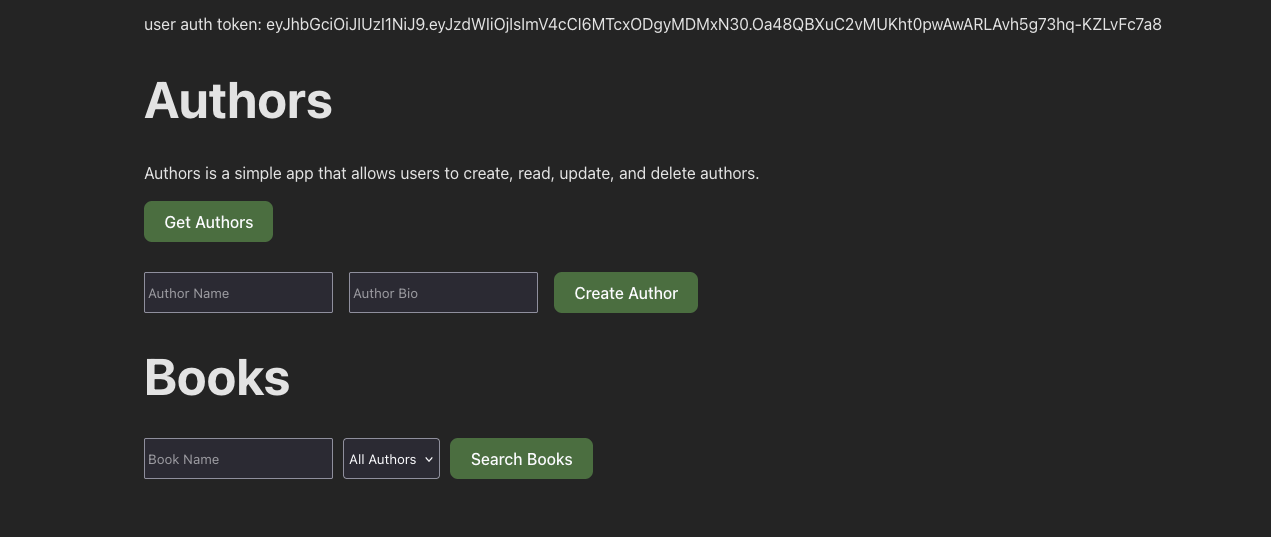 user auth token: eyJhbGciOiJIUzI1NiJ9.eyJzdWIiOjIsImV4cCI6MTcxODgyMDMxN30.Oa48QBXuC2vMUKht0pwAwARLAvh5g73hq-KZLvFc7a8
Authors
Authors is a simple app that allows users to create, read, update, and delete authors.
Get Authors
Author Name Author Bio Create Author
Books
Book Name All Authors Search Books